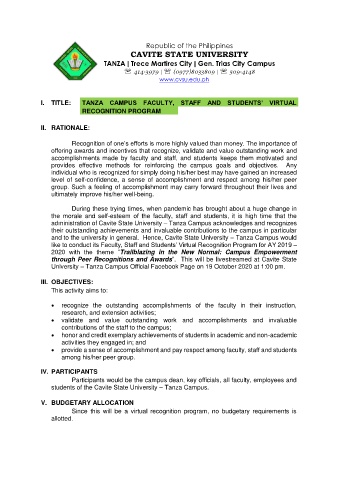 Republic of the Philippines
CAVITE STATE UNIVERSITY
TANZA | Trece Martires City | Gen. Trias City Campus
☏ 414-3979 | ☏ (0977)8033809 | ☏ 509-4148
www.cvsu.edu.ph
I. TITLE: TANZA CAMPUS FACULTY, STAFF AND STUDENTS' VIRTUAL
RECOGNITION PROGRAM
II. RATIONALE:
Recognition of one's efforts is more highly valued than money. The importance of
offering awards and incentives that recognize, validate and value outstanding work and
accomplishments made by faculty and staff, and students keeps them motivated and
provides effective methods for reinforcing the campus goals and objectives. Any
individual who is recognized for simply doing his/her best may have gained an increased
level of self-confidence, a sense of accomplishment and respect among his/her peer
group. Such a feeling of accomplishment may carry forward throughout their lives and
ultimately improve his/her well-being.
During these trying times, when pandemic has brought about a huge change in
the morale and self-esteem of the faculty, staff and students, it is high time that the
administration of Cavite State University – Tanza Campus acknowledges and recognizes
their outstanding achievements and invaluable contributions to the campus in particular
and to the university in general. Hence, Cavite State University – Tanza Campus would
like to conduct its Faculty, Staff and Students' Virtual Recognition Program for AY 2019 –
2020 with the theme "Trailblazing in the New Normal: Campus Empowerment
through Peer Recognitions and Awards". This will be livestreamed at Cavite State
University – Tanza Campus Official Facebook Page on 19 October 2020 at 1:00 pm.
III. OBJECTIVES:
This activity aims to:
• recognize the outstanding accomplishments of the faculty in their instruction,
research, and extension activities;
• validate and value outstanding work and accomplishments and invaluable
contributions of the staff to the campus;
• honor and credit exemplary achievements of students in academic and non-academic
activities they engaged in; and
• provide a sense of accomplishment and pay respect among faculty, staff and students
among his/her peer group.
IV. PARTICIPANTS
Participants would be the campus dean, key officials, all faculty, employees and
students of the Cavite State University – Tanza Campus.
V. BUDGETARY ALLOCATION
Since this will be a virtual recognition program, no budgetary requirements is
allotted.